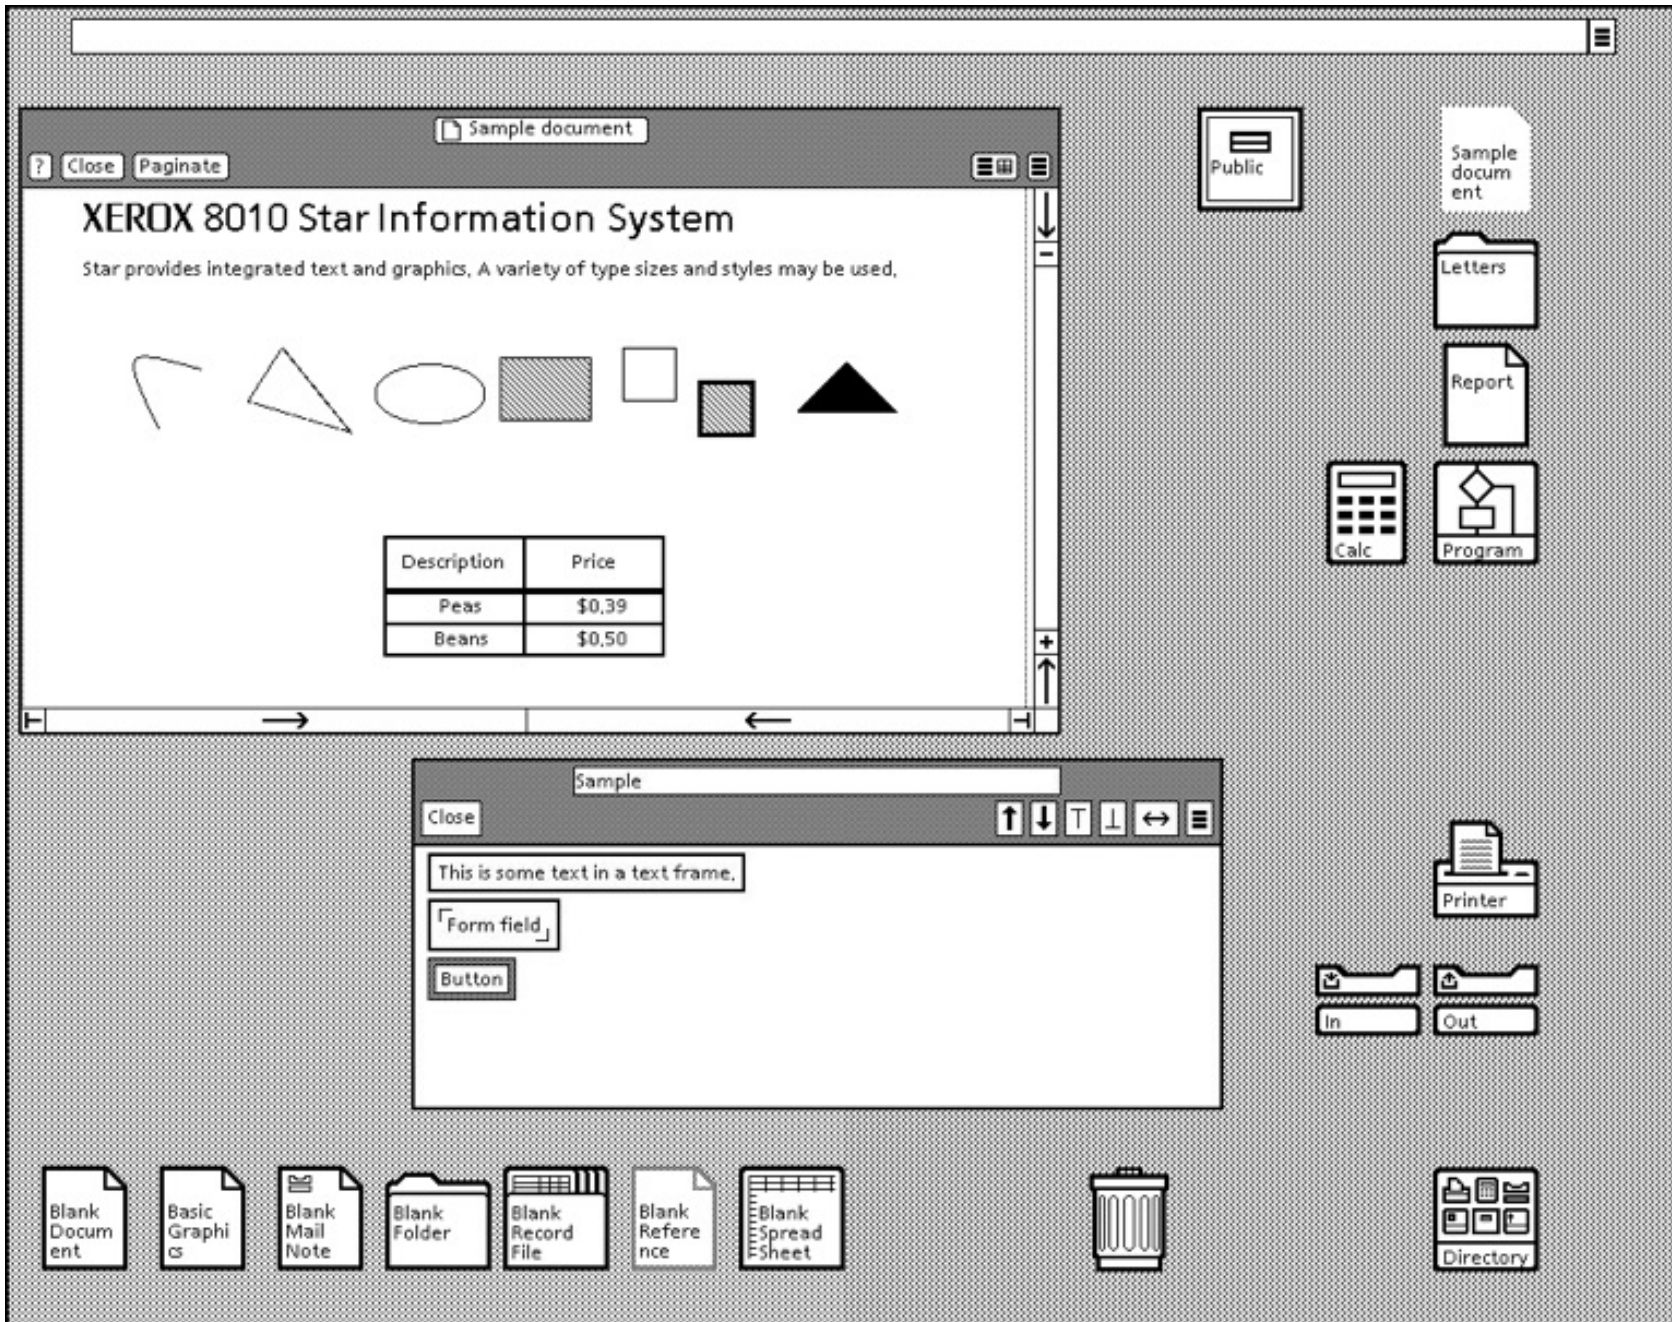 Sample document
? Close Paginate
XEROX 8010 Star Information System
Star provides integrated text and graphics. A variety of type sizes and styles may be used.
Description Price
Peas $0.39
Beans $0.50
Public
Sample
docum
ent
Letters
Report
Calc
Program
Sample
Close
This is some text in a text frame.
Form field
Button
Printer
In
Out
Blank
Docum
ent
Basic
Graphi
cs
Blank
Mail
Note
Blank
Folder
Blank
Record
File
Blank
Refere
nce
Blank
Spread
Sheet
Directory